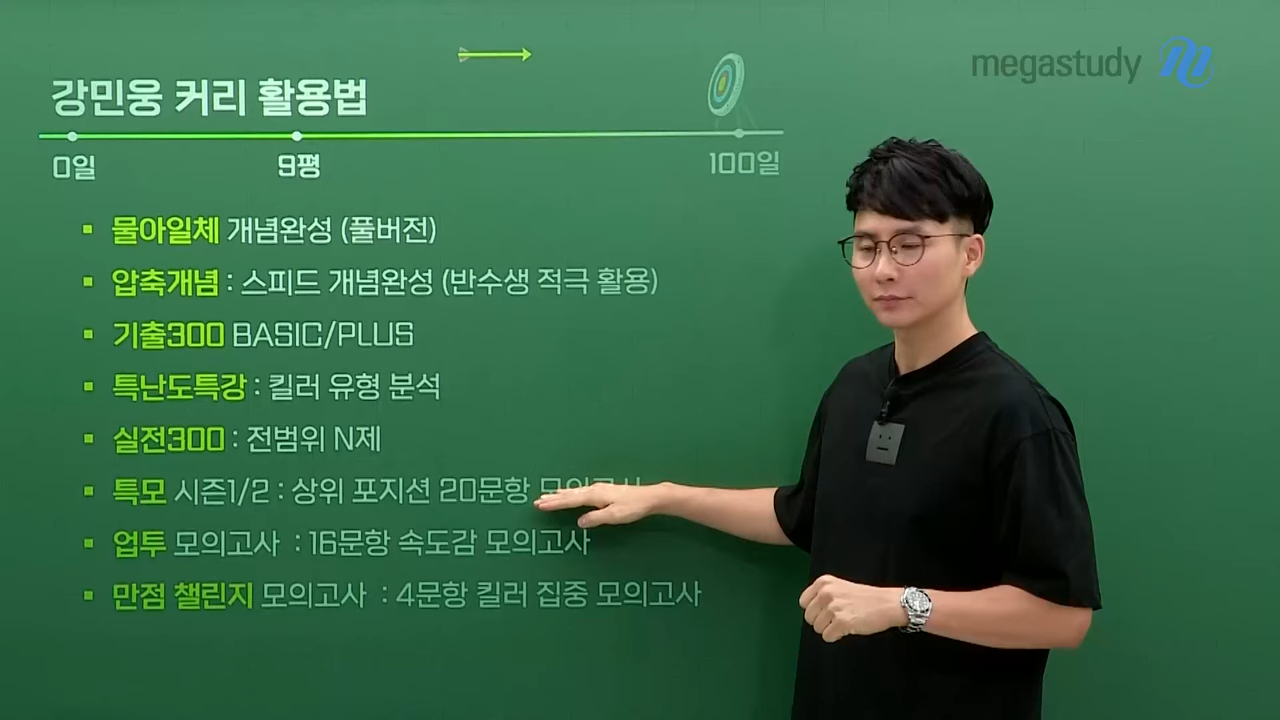 megastudy
강민웅 커리 활용법
0일 9평 100일
물아일체 개념완성 (풀버전)
압축개념 : 스피드 개념완성 (반수생 적극 활용)
기출300 BASIC/PLUS
특난도특강 : 킬러 유형 분석
실전300 : 전범위 N제
특모 시즌1/2 : 상위 포지션 20문항
업투 모의고사 : 16문항 속도감 모의고사
만점 챌린지 모의고사 : 4문항 킬러 집중 모의고사